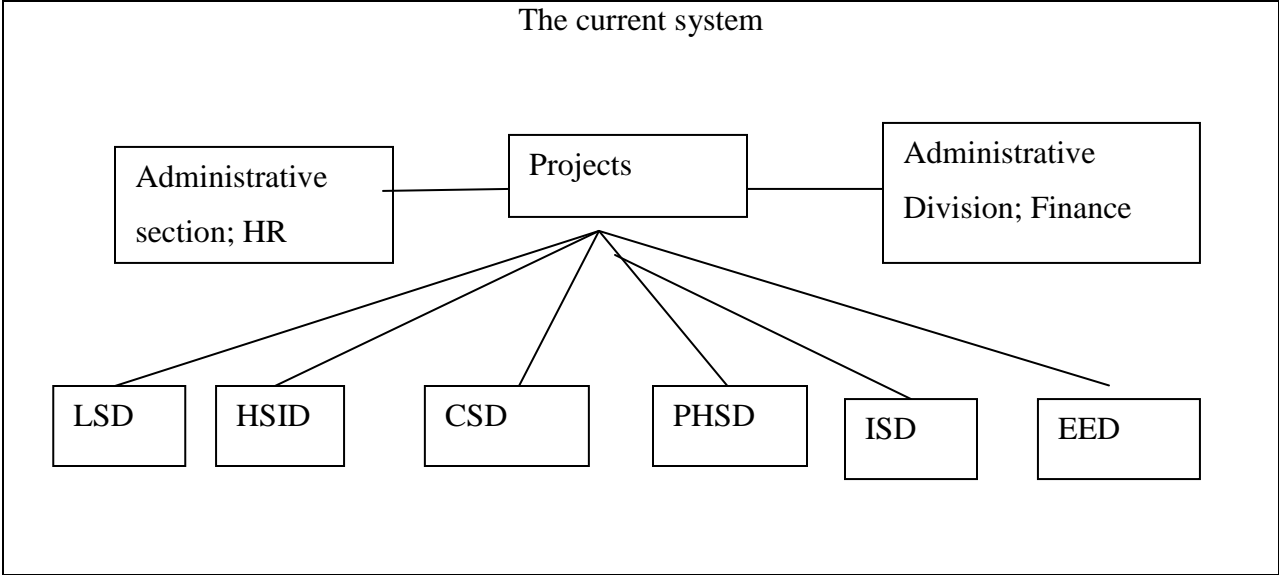 The current system
Administrative
section; HR
Projects
Administrative
Division; Finance
LSD
HSID
CSD
PHSD
ISD
EED